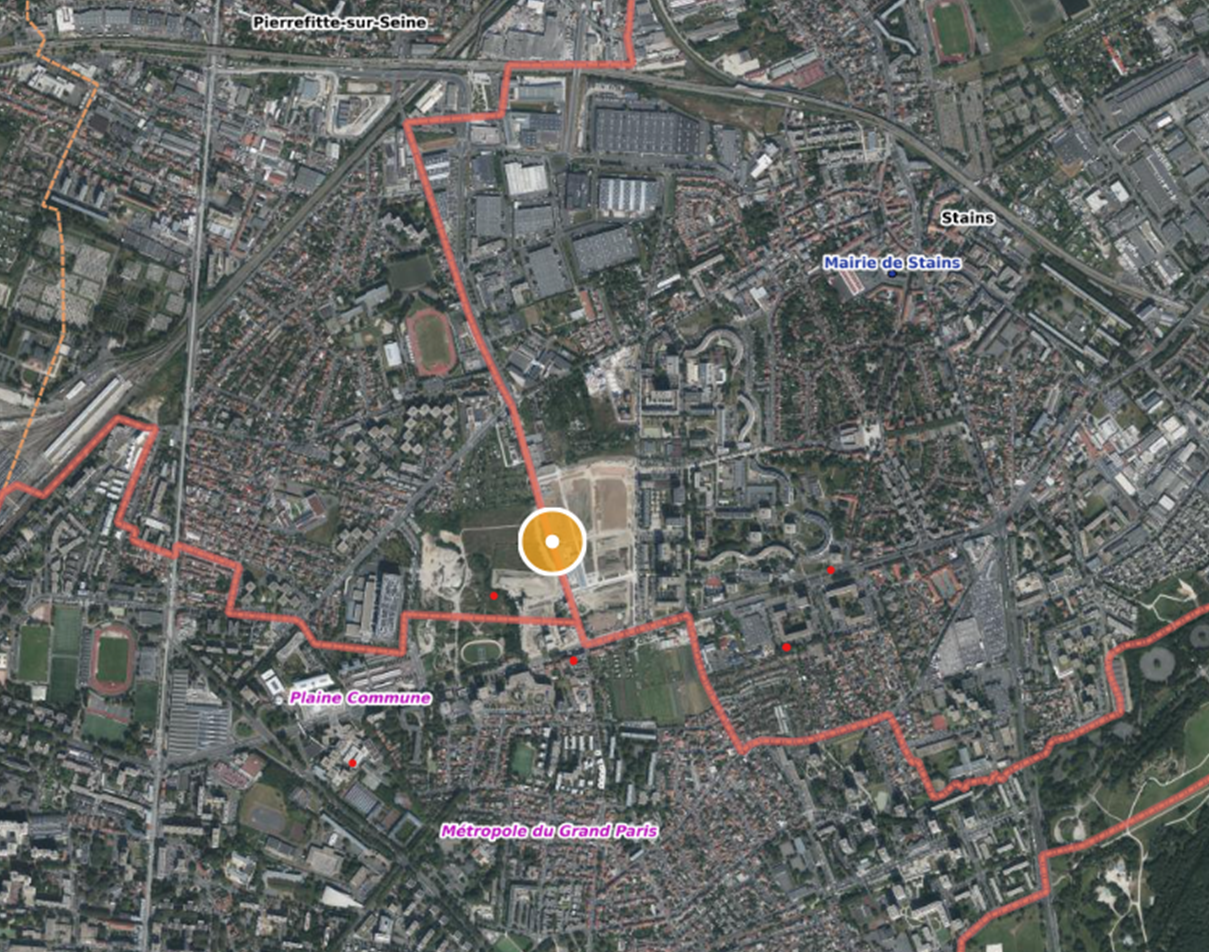 Pierrefitte-sur-Seine
Stains
Mairie de Stains
Plaine Commune
Métropole du Grand Paris